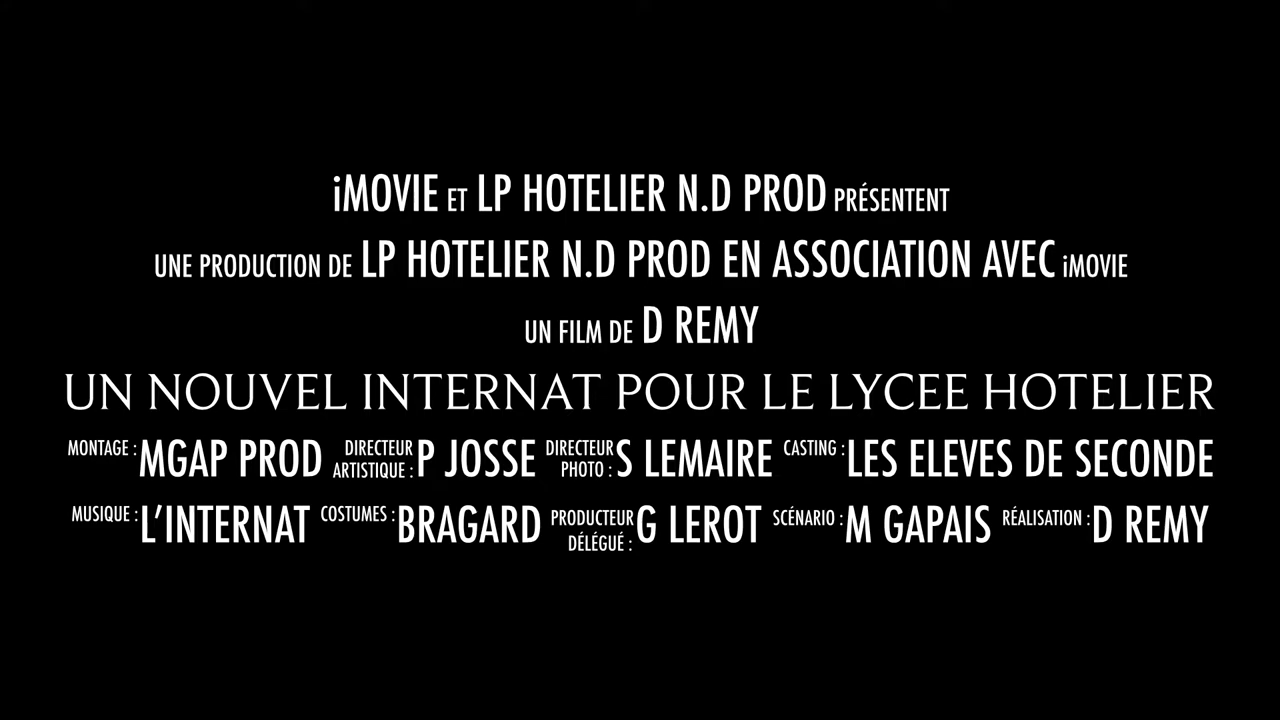 iMOVIE ET LP HOTELIER N.D PROD PRÉSENTENT
UNE PRODUCTION DE LP HOTELIER N.D PROD EN ASSOCIATION AVEC iMOVIE
UN FILM DE D REMY
UN NOUVEL INTERNAT POUR LE LYCEE HOTELIER
MONTAGE : MGAP PROD DIRECTEUR ARTISTIQUE : P JOSSE DIRECTEUR PHOTO : S LEMAIRE CASTING : LES ELEVES DE SECONDE
MUSIQUE : L'INTERNAT COSTUMES : BRAGARD PRODUCTEUR DÉLÉGUÉ : G LEROT SCÉNARIO : M GAPAIS RÉALISATION : D REMY